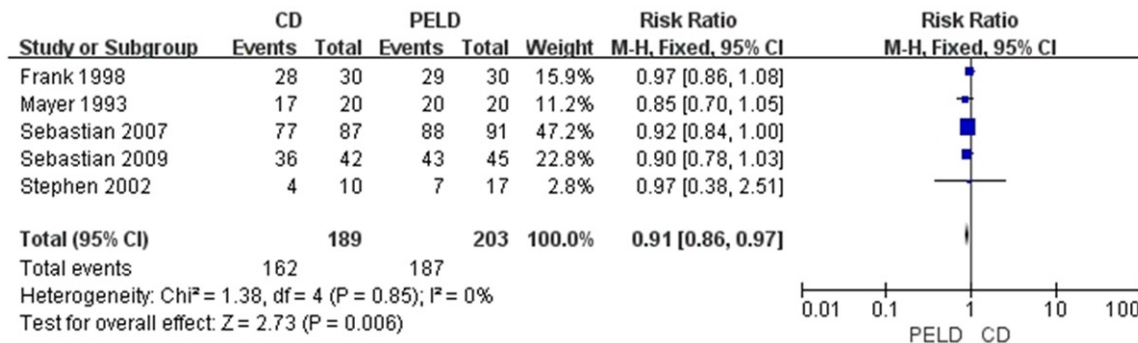 CD PELD Risk Ratio Risk Ratio
Study or Subgroup Events Total Events Total Weight M-H, Fixed, 95% CI M-H, Fixed, 95% CI
Frank 1998 28 30 29 30 15.9% 0.97 [0.86, 1.08]
Mayer 1993 17 20 20 20 11.2% 0.85 [0.70, 1.05]
Sebastian 2007 77 87 88 91 47.2% 0.92 [0.84, 1.00]
Sebastian 2009 36 42 43 45 22.8% 0.90 [0.78, 1.03]
Stephen 2002 4 10 7 17 2.8% 0.97 [0.38, 2.51]
Total (95% CI) 189 203 100.0% 0.91 [0.86, 0.97]
Total events 162 187
Heterogeneity: Chi² = 1.38, df = 4 (P = 0.85); I² = 0%
Test for overall effect: Z = 2.73 (P = 0.006)
0.01 0.1 1 10 100
PELD CD